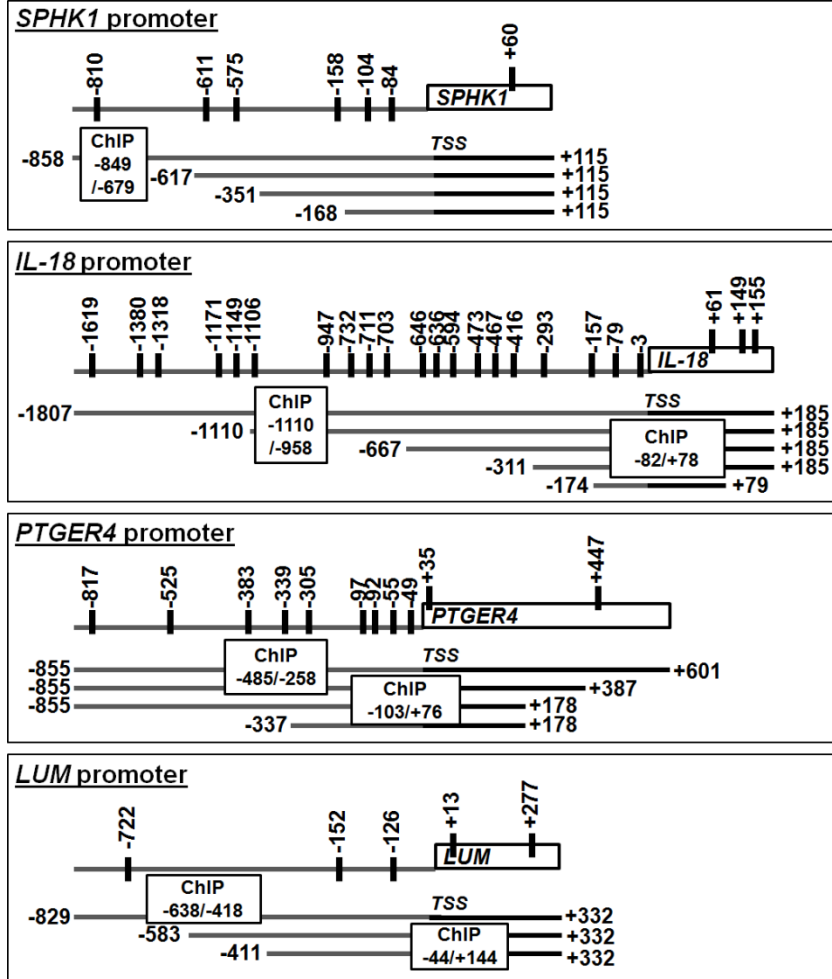 SPHK1 promoter
-810 -611 -575 -158 -104 -84 +60
SPHK1
ChIP
-849
/-679
TSS
-858 +115
-617 +115
-351 +115
-168 +115
IL-18 promoter
-1619 -1380 -1318 -1171 -1149 -1106 -947 -732 -711 -703 -646 -636 -594 -473 -467 -416 -293 -157 -79 -3 +61 +149 +155
IL-18
ChIP
-1110
/-958
TSS
ChIP
-82/+78
-1807 +185
-1110 +185
-667 +185
-311 +185
-174 +79
PTGER4 promoter
-817 -525 -383 -339 -305 -97 -92 -55 -49 +35 +447
PTGER4
ChIP
-485/-258
TSS
ChIP
-103/+76
-855 +601
-855 +387
-855 +178
-337 +178
LUM promoter
-722 -152 -126 +13 +277
LUM
ChIP
-638/-418
TSS
ChIP
-44/+144
-829 +332
-583 +332
-411 +332